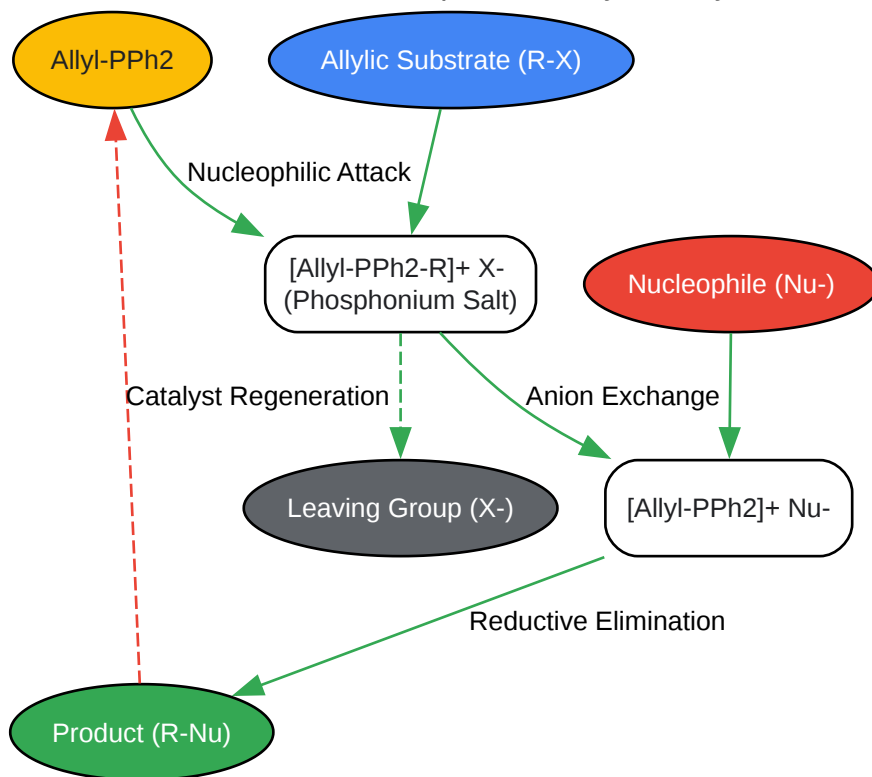 Allyl-PPh2
Allylic Substrate (R-X)
Nucleophilic Attack
[Allyl-PPh2-R]+ X-
(Phosphonium Salt)
Nucleophile (Nu-)
Catalyst Regeneration
Anion Exchange
Leaving Group (X-)
[Allyl-PPh2]+ Nu-
Reductive Elimination
Product (R-Nu)